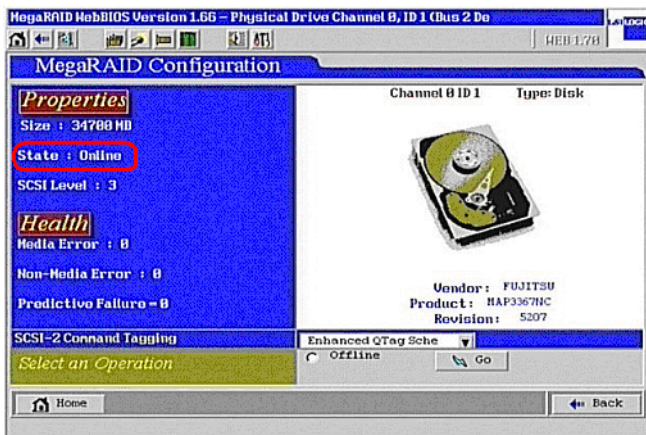 MegaRAID WebBIOS Version 1.66 – Physical Drive Channel 0, ID 1 (Bus 2 De
LSI LOGIC
WEB 1.70
MegaRAID Configuration
Properties
Size : 34700 MB
State : Online
SCSI Level : 3
Health
Media Error : 0
Non-Media Error : 0
Predictive Failure = 0
Channel 0 ID 1 Type: Disk
Vendor: FUJITSU
Product: MAP3367NC
Revision: 5207
SCSI-2 Command Tagging
Enhanced QTag Sche
Select an Operation
Offline
Go
Home
Back